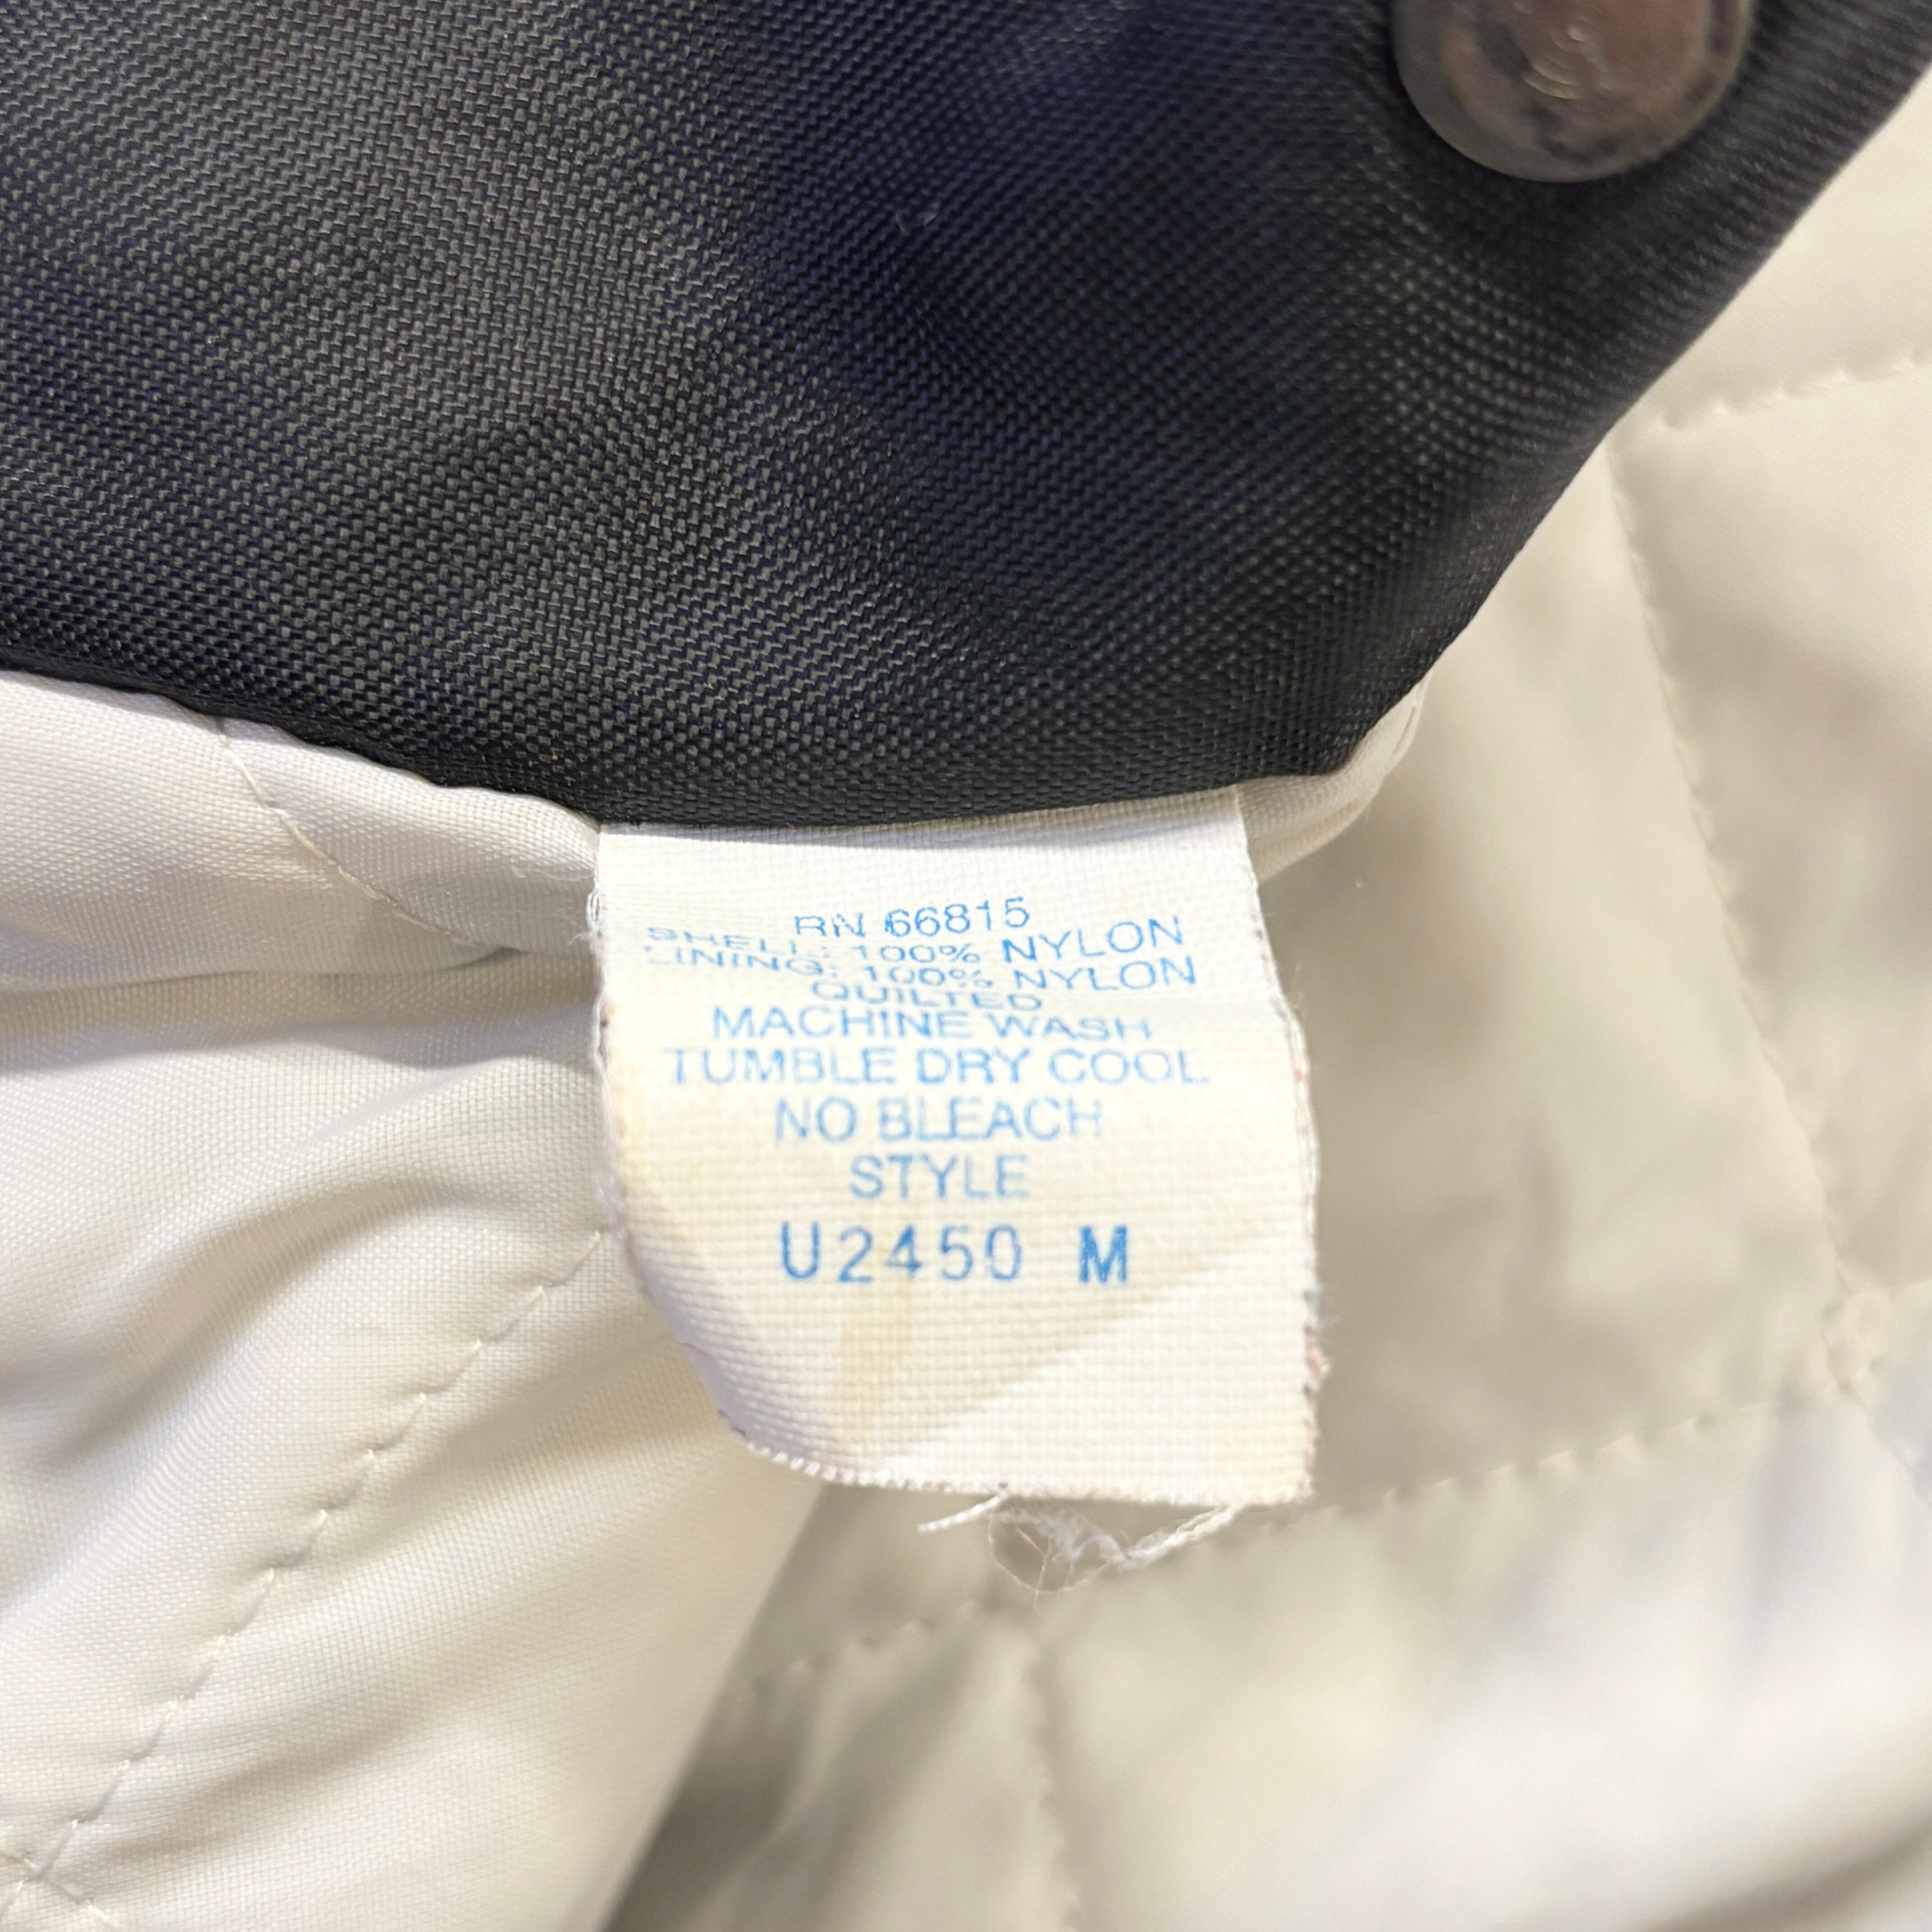 RN 66815
SHELL: 100% NYLON
LINING: 100% NYLON
QUILTED
MACHINE WASH
TUMBLE DRY COOL
NO BLEACH
STYLE
U2450 M